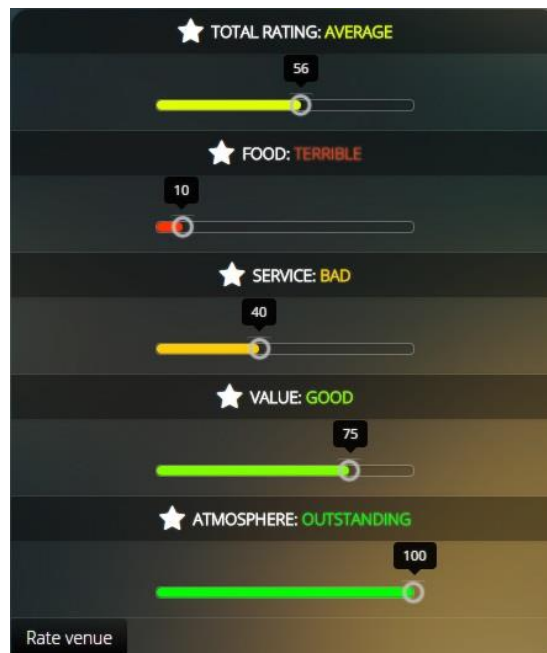 TOTAL RATING: AVERAGE
56
FOOD: TERRIBLE
10
SERVICE: BAD
40
VALUE: GOOD
75
ATMOSPHERE: OUTSTANDING
100
Rate venue